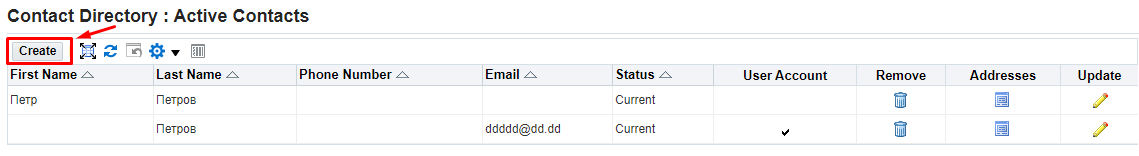 Contact Directory : Active Contacts
Create
First Name Last Name Phone Number Email Status User Account Remove Addresses Update
Петр Петров Current
Петров ddddd@dd.dd Current